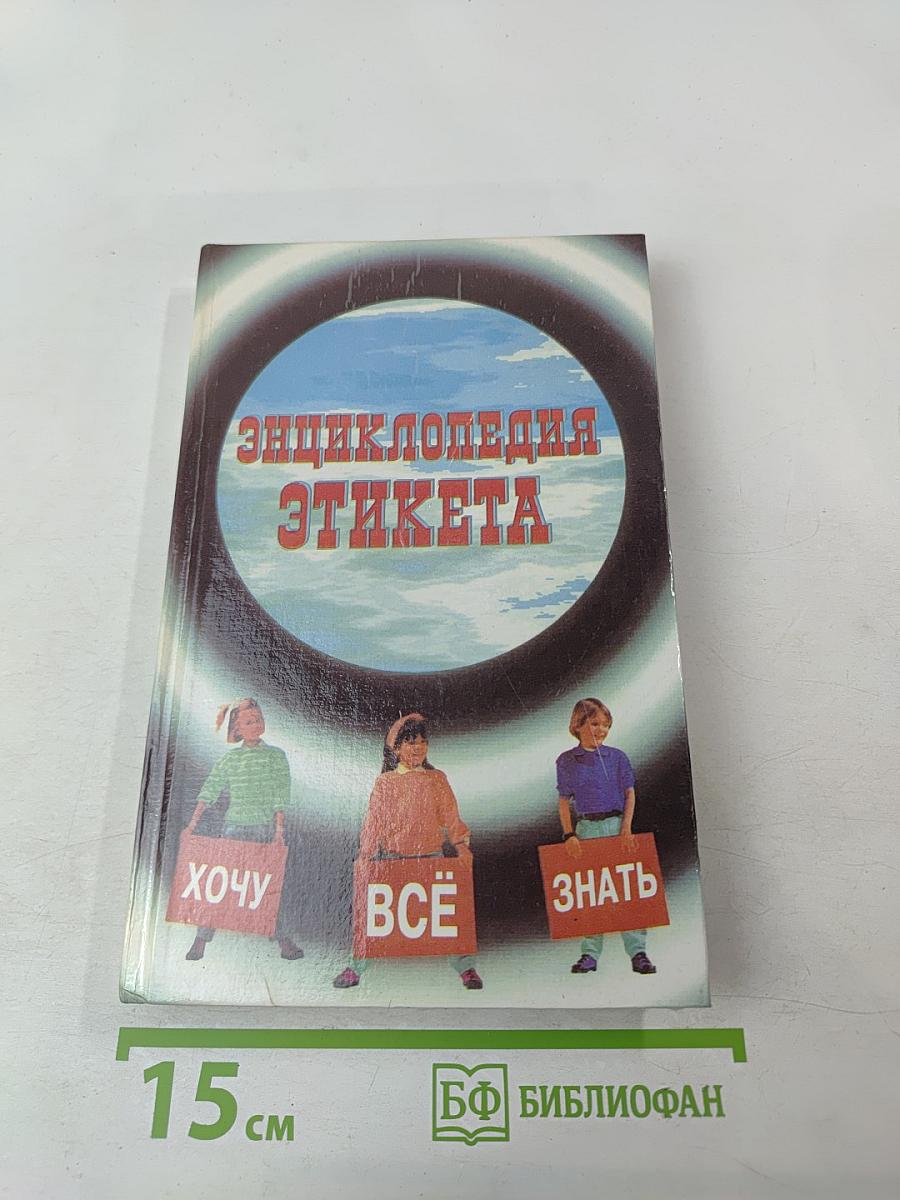 ЭНЦИКЛОПЕДИЯ
ЭТИКЕТА
ХОЧУ
ВСЁ
ЗНАТЬ
15 см
БФ БИБЛИОФАН